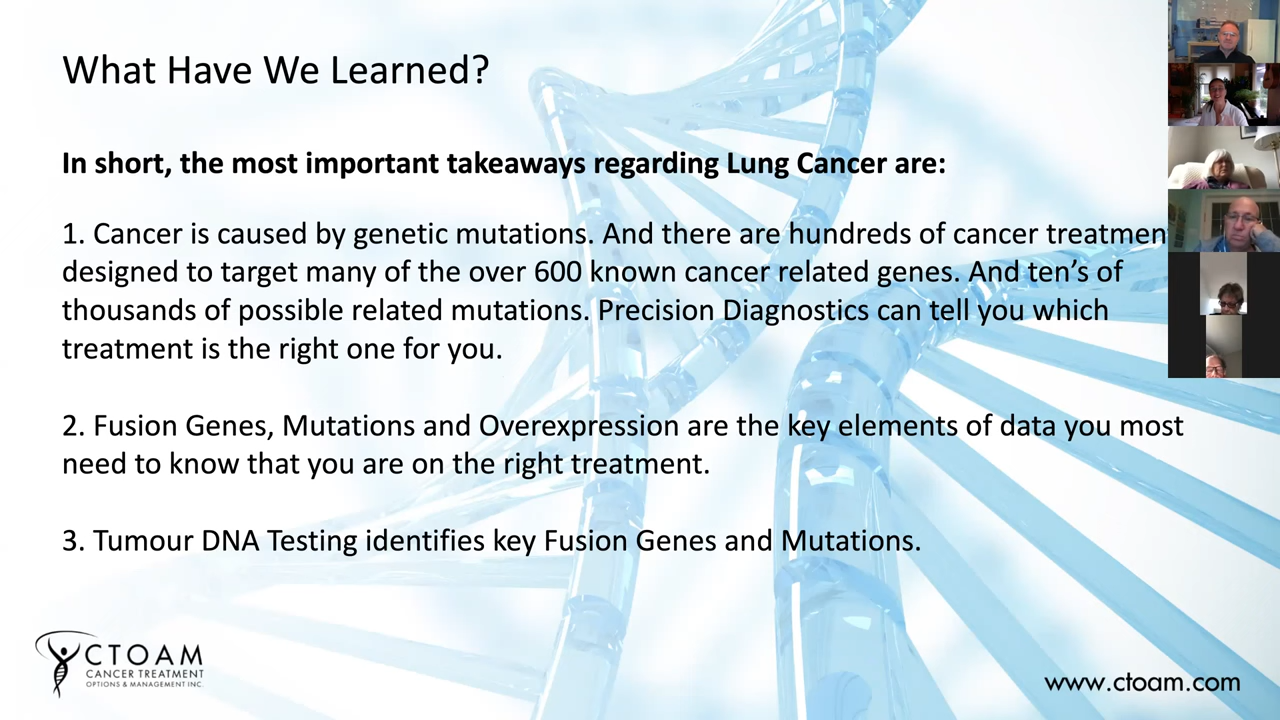 What Have We Learned?
In short, the most important takeaways regarding Lung Cancer are:
1. Cancer is caused by genetic mutations. And there are hundreds of cancer treatmen
designed to target many of the over 600 known cancer related genes. And ten’s of
thousands of possible related mutations. Precision Diagnostics can tell you which
treatment is the right one for you.
2. Fusion Genes, Mutations and Overexpression are the key elements of data you most
need to know that you are on the right treatment.
3. Tumour DNA Testing identifies key Fusion Genes and Mutations.
CTOAM
CANCER TREATMENT
OPTIONS & MANAGEMENT INC.
www.ctoam.com